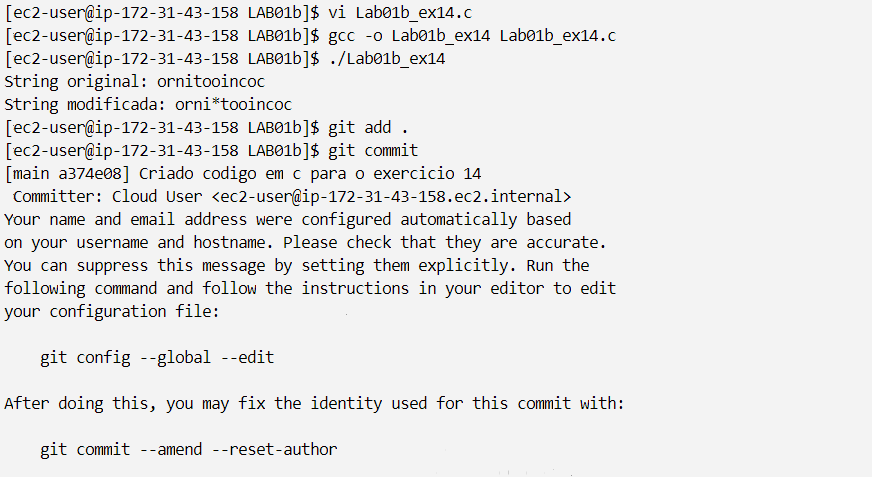 [ec2-user@ip-172-31-43-158 LAB01b]$ vi Lab01b_ex14.c
[ec2-user@ip-172-31-43-158 LAB01b]$ gcc -o Lab01b_ex14 Lab01b_ex14.c
[ec2-user@ip-172-31-43-158 LAB01b]$ ./Lab01b_ex14
String original: ornitooincoc
String modificada: orni*tooincoc
[ec2-user@ip-172-31-43-158 LAB01b]$ git add .
[ec2-user@ip-172-31-43-158 LAB01b]$ git commit
[main a374e08] Criado codigo em c para o exercicio 14
 Committer: Cloud User <ec2-user@ip-172-31-43-158.ec2.internal>
Your name and email address were configured automatically based
on your username and hostname. Please check that they are accurate.
You can suppress this message by setting them explicitly. Run the
following command and follow the instructions in your editor to edit
your configuration file:
    git config --global --edit
After doing this, you may fix the identity used for this commit with:
    git commit --amend --reset-author